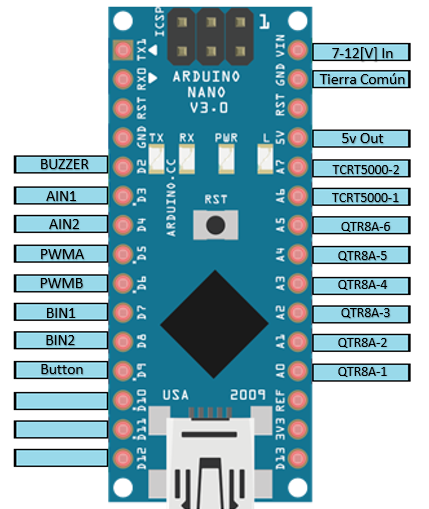 ICSP
1
TX1
RX0
RST
GND
D2
D3
D4
D5
D6
D7
D8
D9
D10
D11
D12
VIN
GND
RST
5V
A7
A6
A5
A4
A3
A2
A1
A0
REF
3V3
D13
ARDUINO
NANO
V3.0
TX RX PWR L
ARDUINO.CC
RST
USA 2009
BUZZER
AIN1
AIN2
PWMA
PWMB
BIN1
BIN2
Button
7-12[V] In
Tierra Común
5v Out
TCRT5000-2
TCRT5000-1
QTR8A-6
QTR8A-5
QTR8A-4
QTR8A-3
QTR8A-2
QTR8A-1